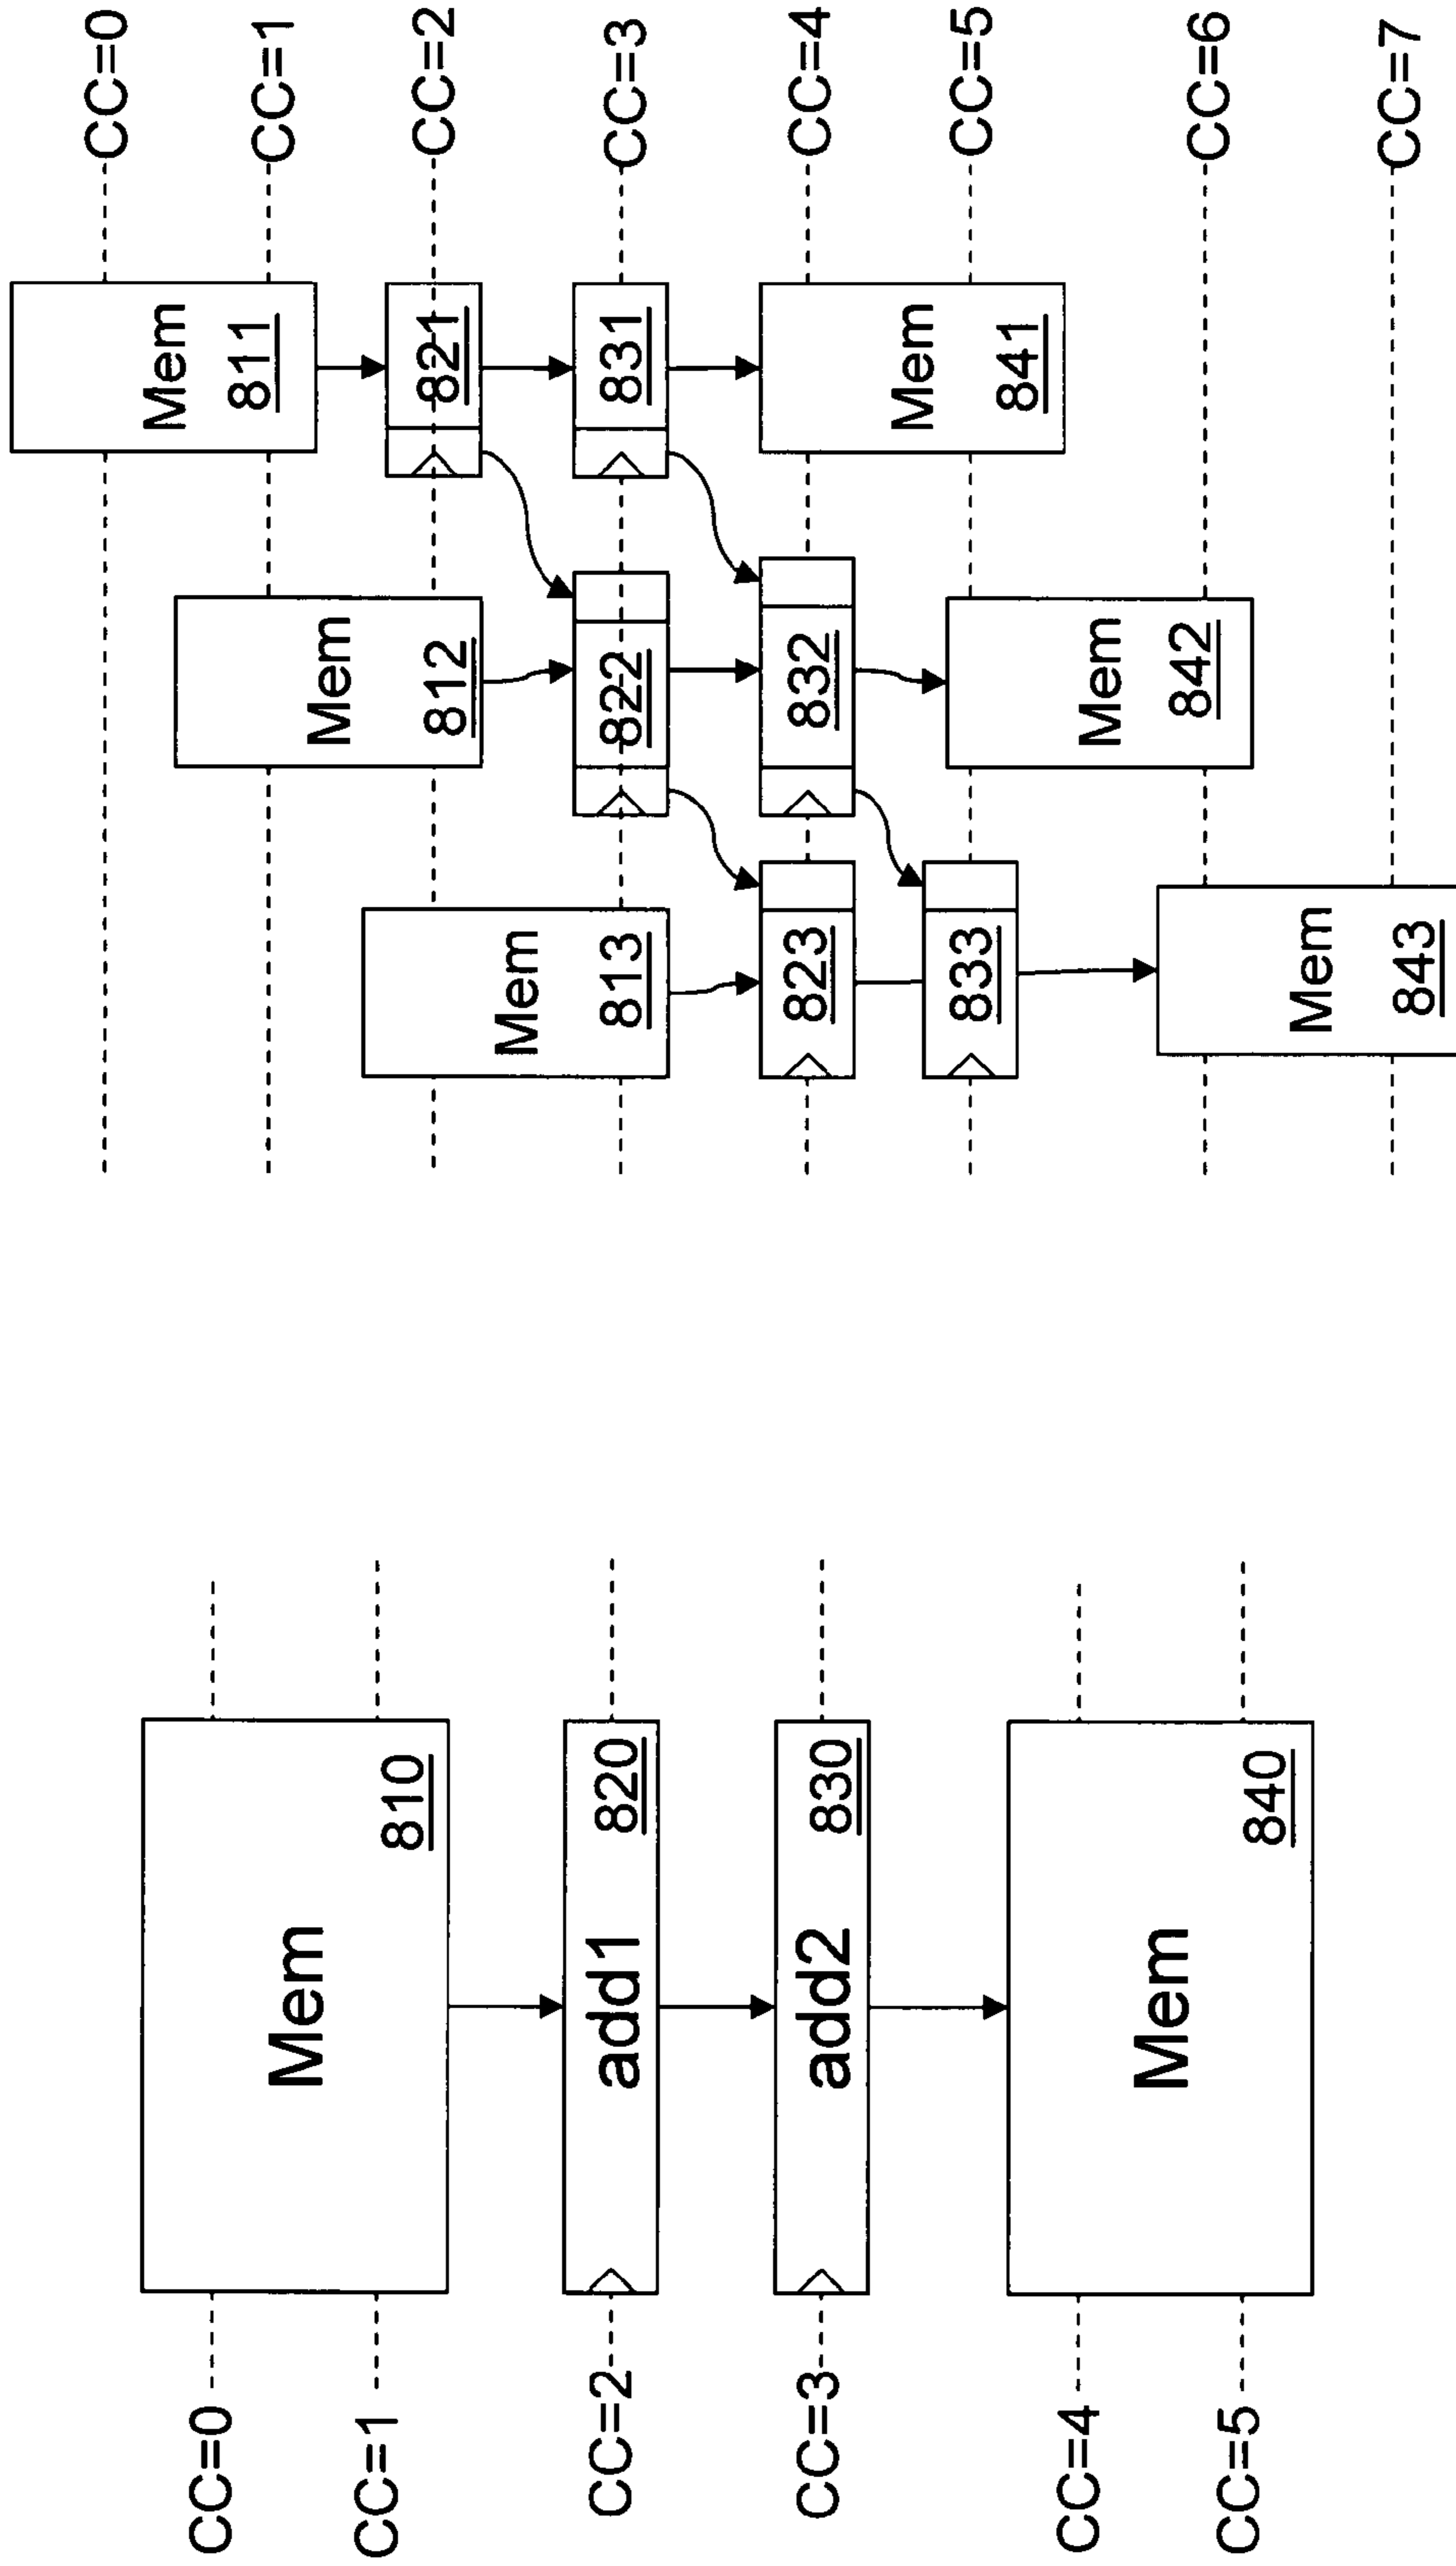 CC=0
Mem
CC=1
810
CC=2
add1 820
CC=3
add2 830
CC=4
Mem
CC=5
840
CC=0
Mem
811
CC=1
Mem
812
821
CC=2
Mem
813
822
831
CC=3
823
832
CC=4
Mem
841
833
CC=5
Mem
842
CC=6
Mem
843
CC=7